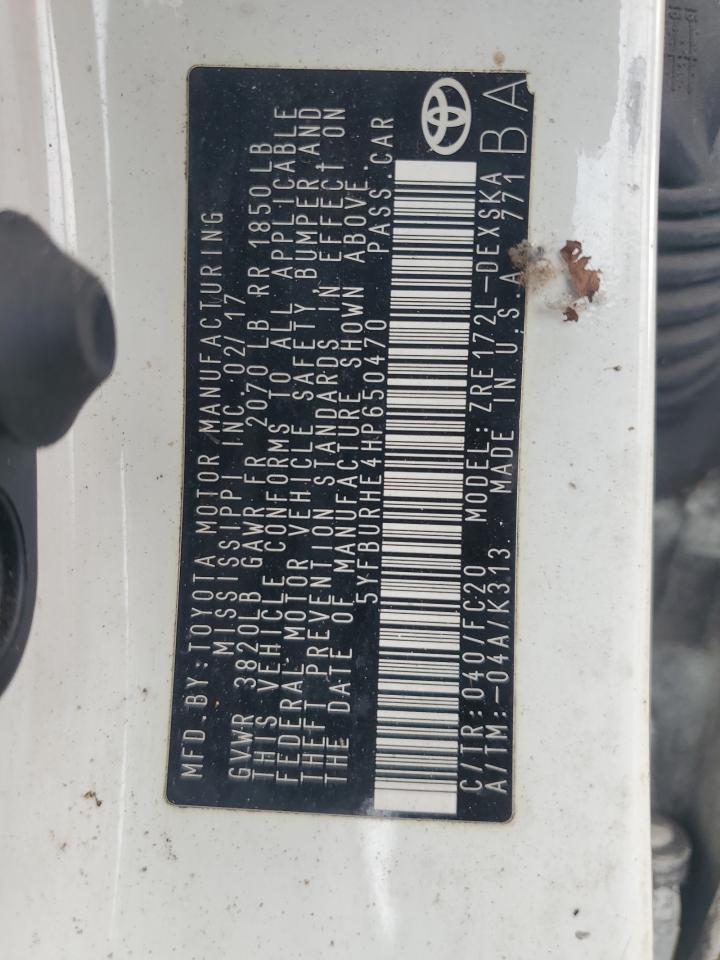 MFD.BY:TOYOTA MOTOR MANUFACTURING
MISSISSIPPI INC 02/17
GVWR 3820LB GAWR FR 2070 LB RR 1850 LB
THIS VEHICLE CONFORMS TO ALL APPLICABLE
FEDERAL MOTOR VEHICLE SAFETY BUMPER AND
THEFT PREVENTION STANDARDS IN EFFECT ON
THE DATE OF MANUFACTURE SHOWN ABOVE.
5YFBURHE4HP650470 PASS.CAR
C/TR:040/FC20 MODEL:ZRE172L-DEXSKA
A/TM:-04A/K313 MADE IN U.S.A 771 BA